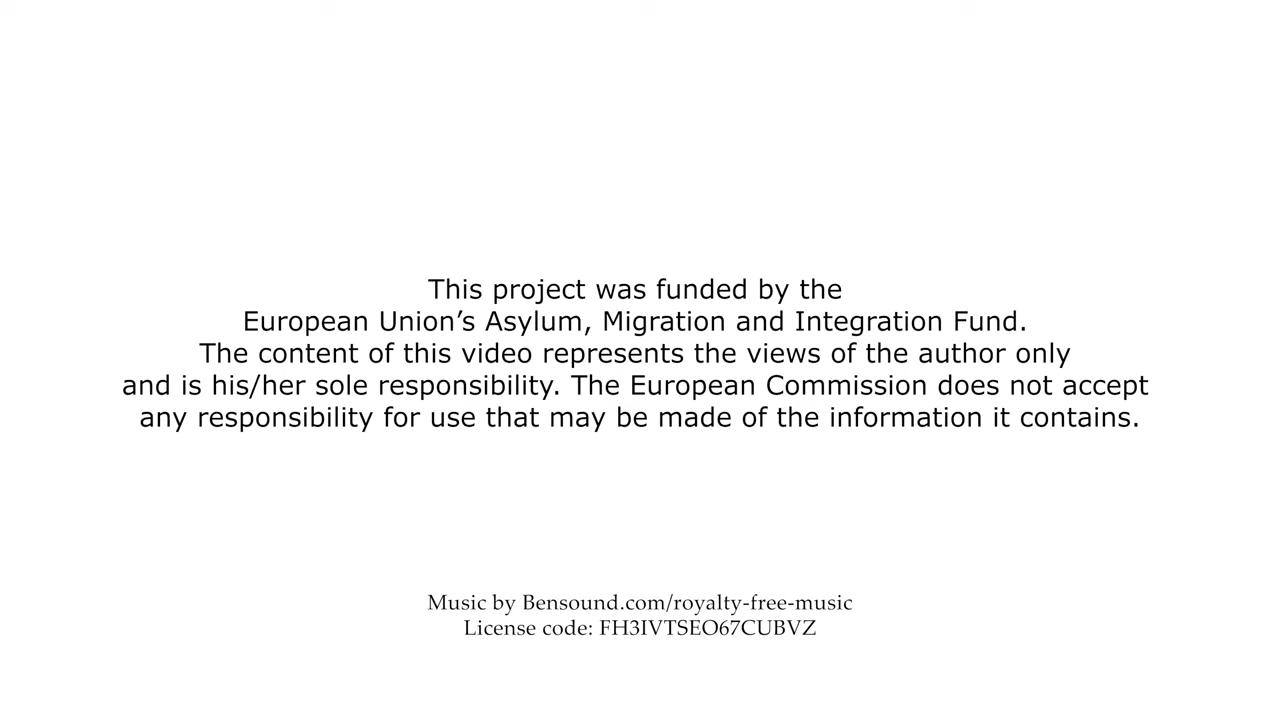 This project was funded by the
European Union’s Asylum, Migration and Integration Fund.
The content of this video represents the views of the author only
and is his/her sole responsibility. The European Commission does not accept
any responsibility for use that may be made of the information it contains.
Music by Bensound.com/royalty-free-music
License code: FH3IVTSEO67CUBVZ